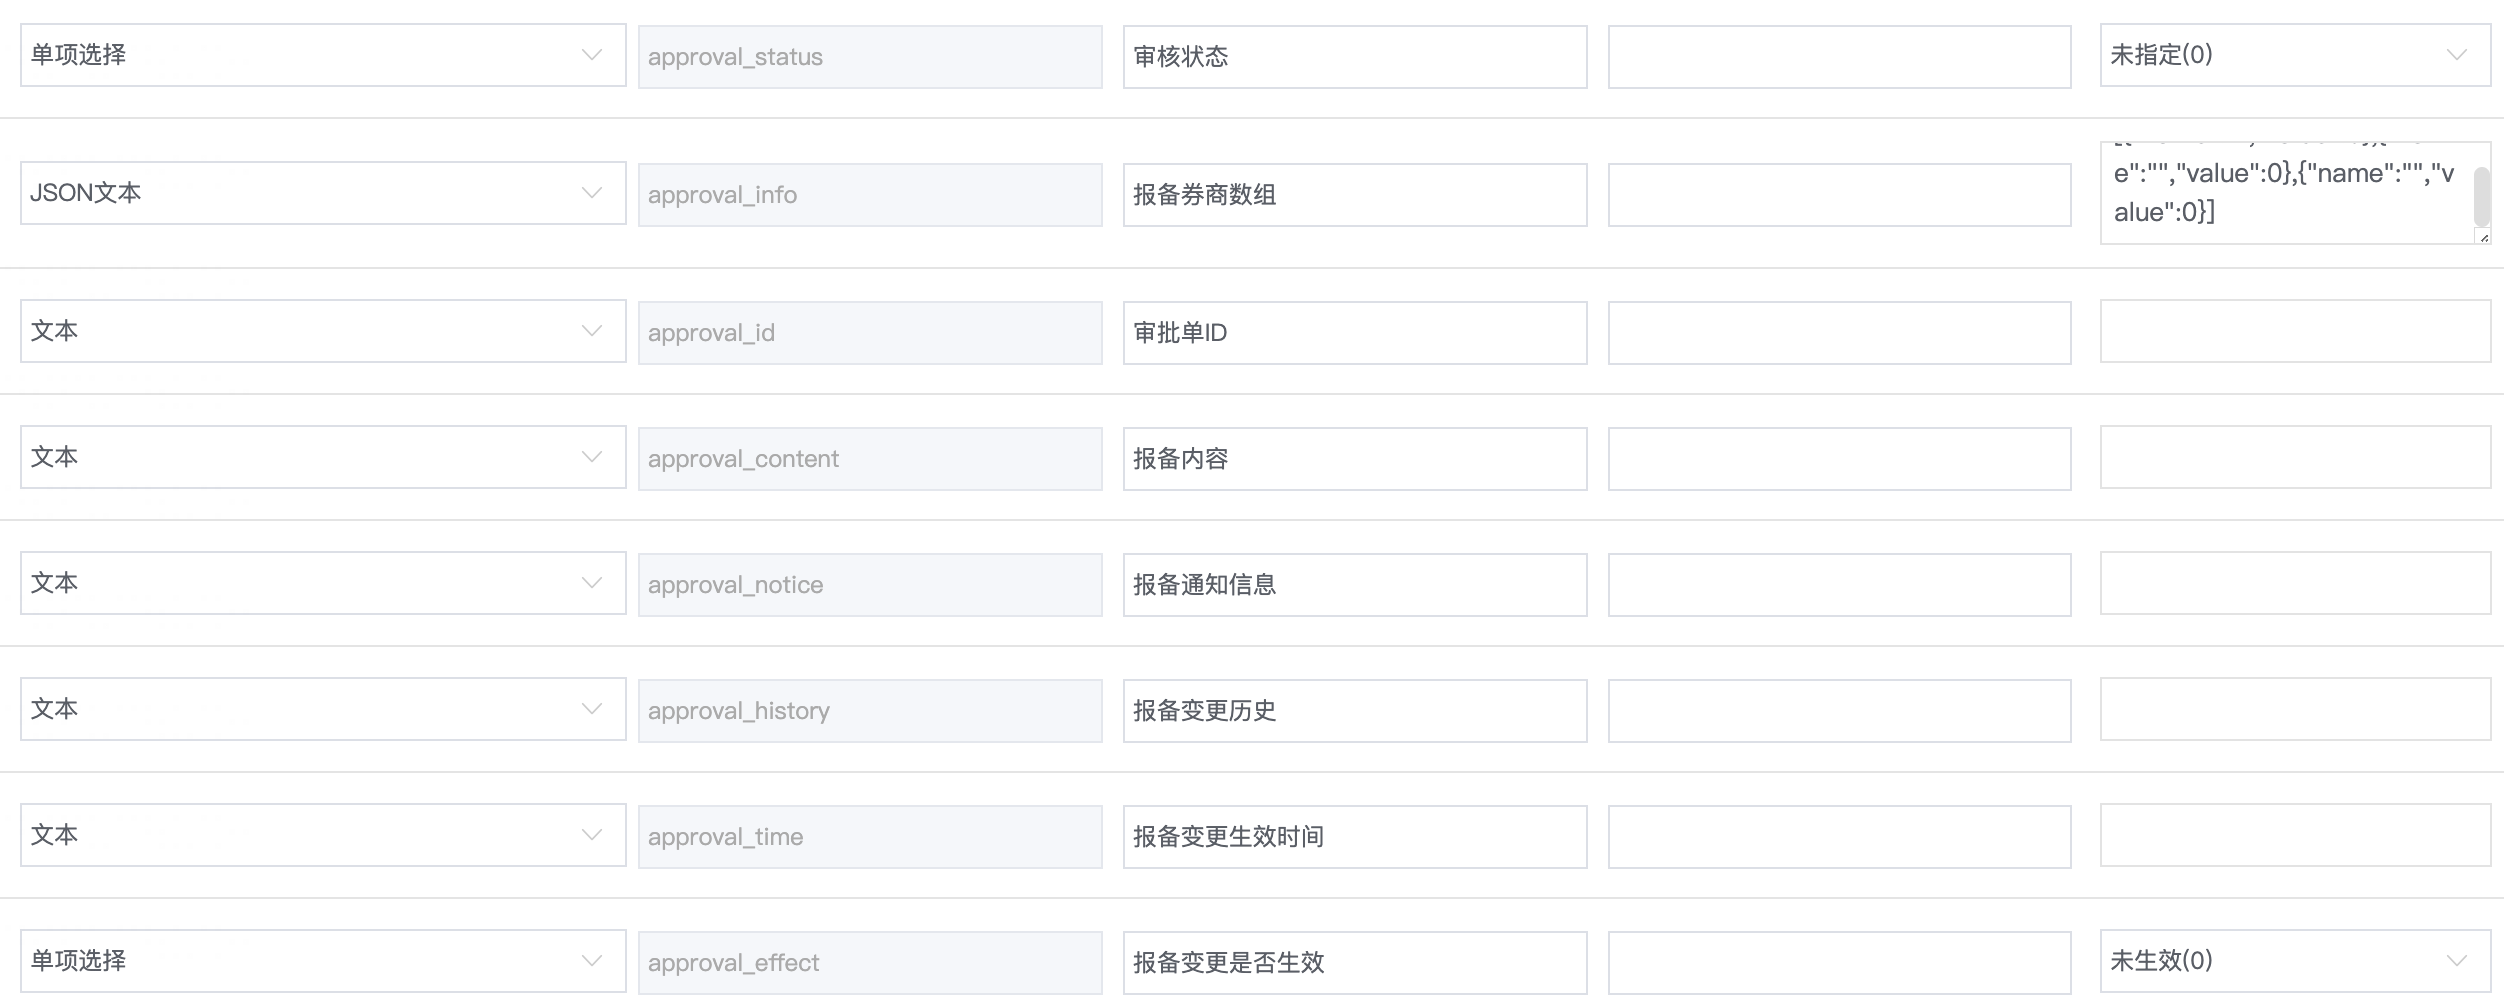 单项选择 approval_status 审核状态 未指定(0)
JSON文本 approval_info 报备券商数组
e":"","value":0},{"name":"","v
alue":0}]
文本 approval_id 审批单ID
文本 approval_content 报备内容
文本 approval_notice 报备通知信息
文本 approval_history 报备变更历史
文本 approval_time 报备变更生效时间
单项选择 approval_effect 报备变更是否生效 未生效(0)